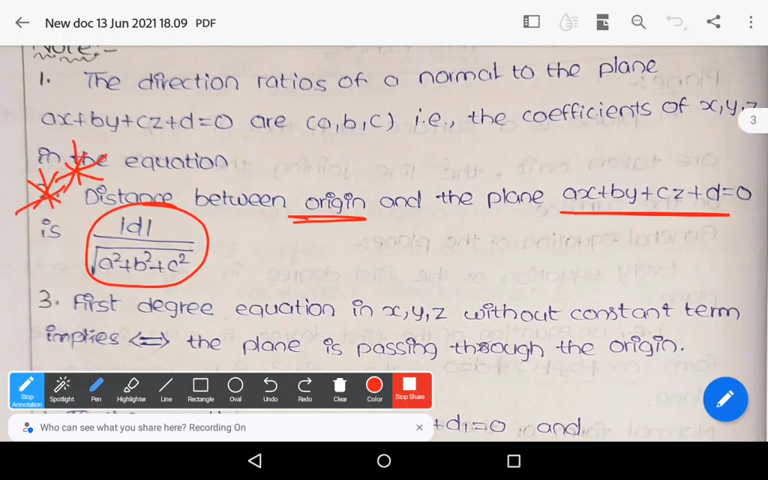 New doc 13 Jun 2021 18.09 PDF
Note:-
1. The direction ratios of a normal to the plane
ax+by+cz+d=0 are (a,b,c) i.e., the coefficients of x,y,z
3
in the equation
Distance between origin and the plane ax+by+cz+d=0
is |d|
√a²+b²+c²
3. First degree equation in x,y,z without constant term
implies ⟺ the plane is passing through the origin.
Stop Annotation Spotlight Pen Highlighter Line Rectangle Oval Undo Redo Clear Color Stop Share
Who can see what you share here? Recording On
+d₁=0 and